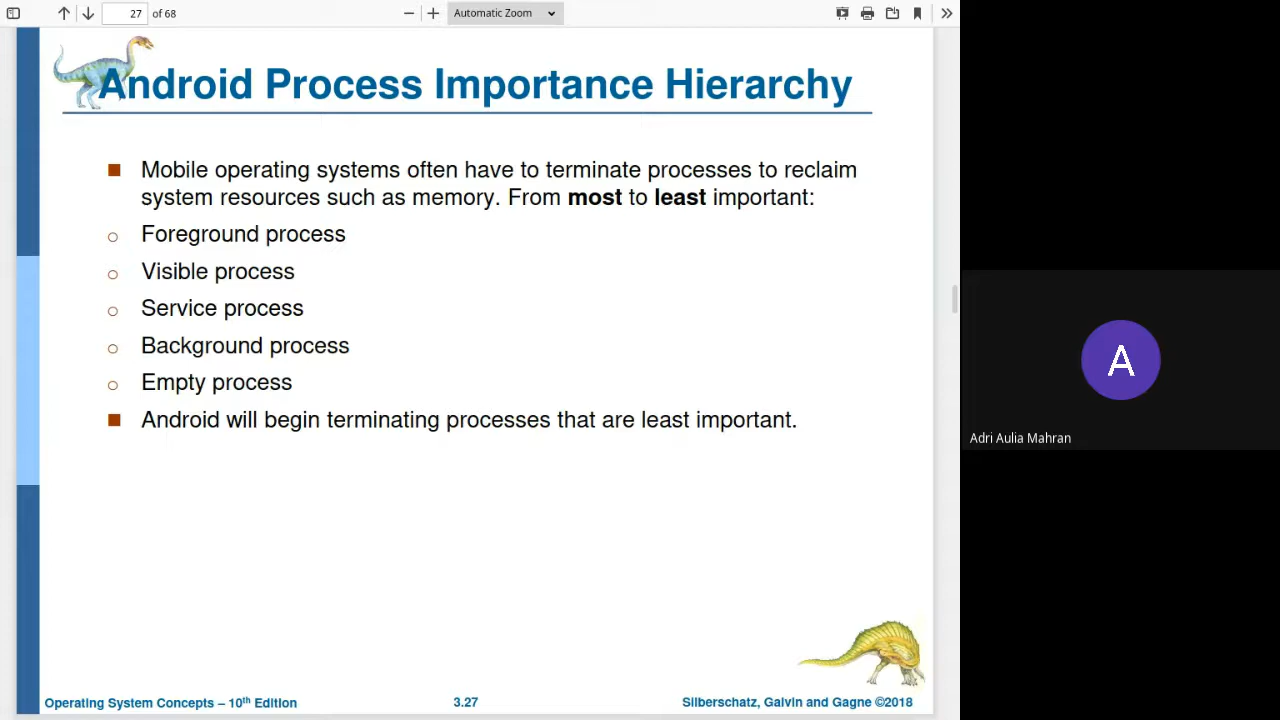 27 of 68 Automatic Zoom
Android Process Importance Hierarchy
Mobile operating systems often have to terminate processes to reclaim
system resources such as memory. From most to least important:
Foreground process
Visible process
Service process
Background process
Empty process
Android will begin terminating processes that are least important.
Operating System Concepts – 10th Edition 3.27 Silberschatz, Galvin and Gagne ©2018
A
Adri Aulia Mahran